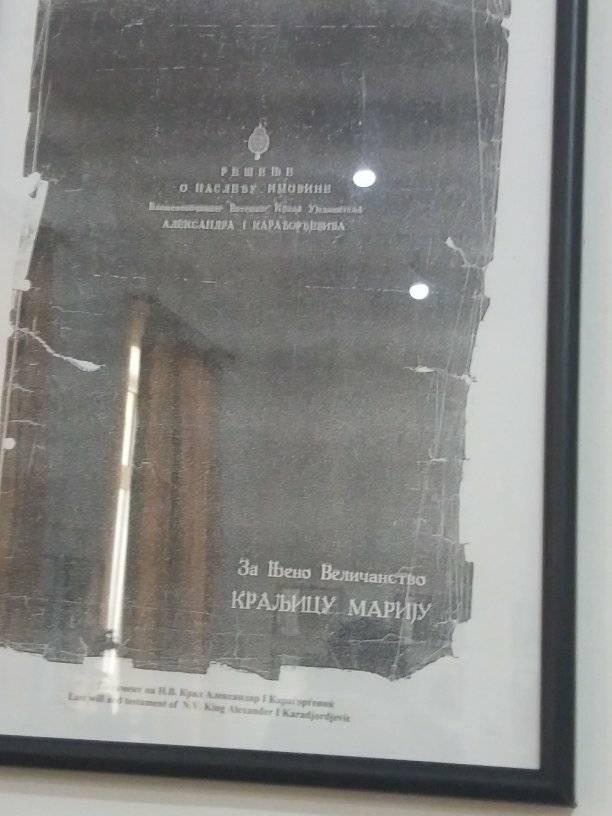 РЕШЕЊЕ
О НАСЛЕЂУ ИМОВИНЕ
Блаженопочившег Витешког Краља Ујединитеља
АЛЕКСАНДРА I КАРАЂОРЂЕВИЋА
За Њено Величанство
КРАЉИЦУ МАРИЈУ
на Н.В. Крал Александар I Караѓорѓевиќ
Last will and testament of N.V. King Alexander I Karadjordjevic